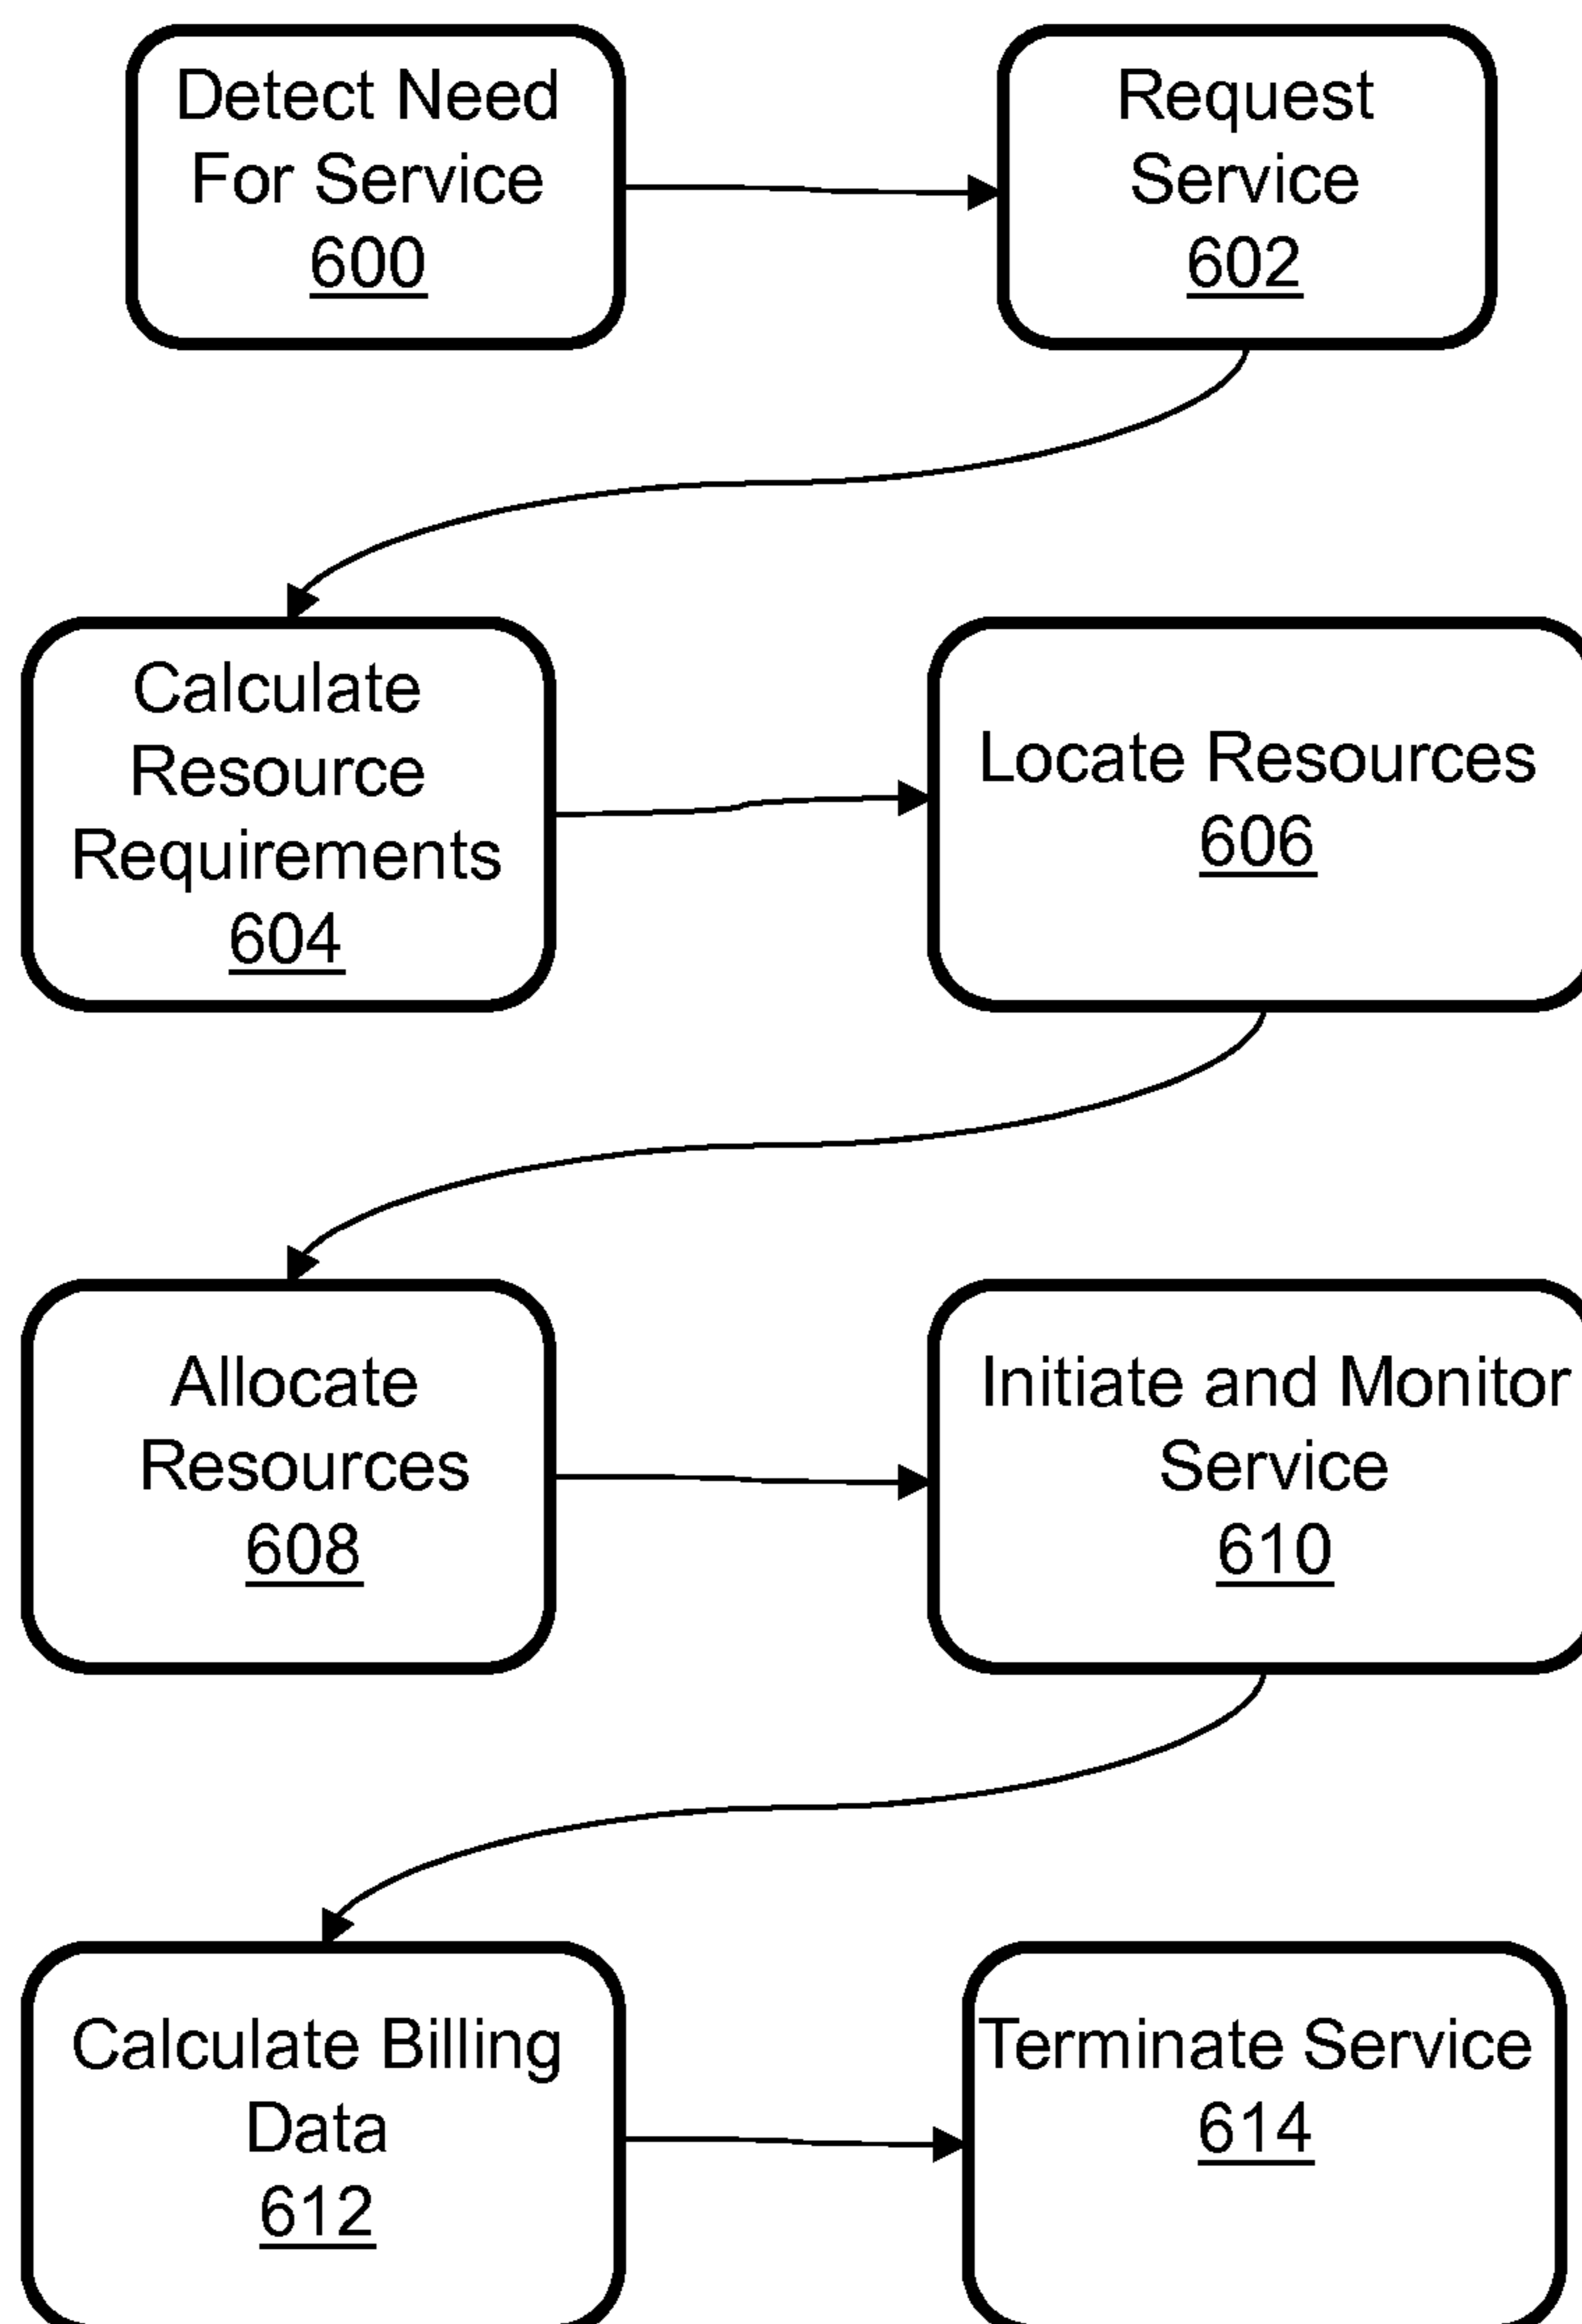 Detect Need
For Service
600
Request
Service
602
Calculate
Resource
Requirements
604
Locate Resources
606
Allocate
Resources
608
Initiate and Monitor
Service
610
Calculate Billing
Data
612
Terminate Service
614